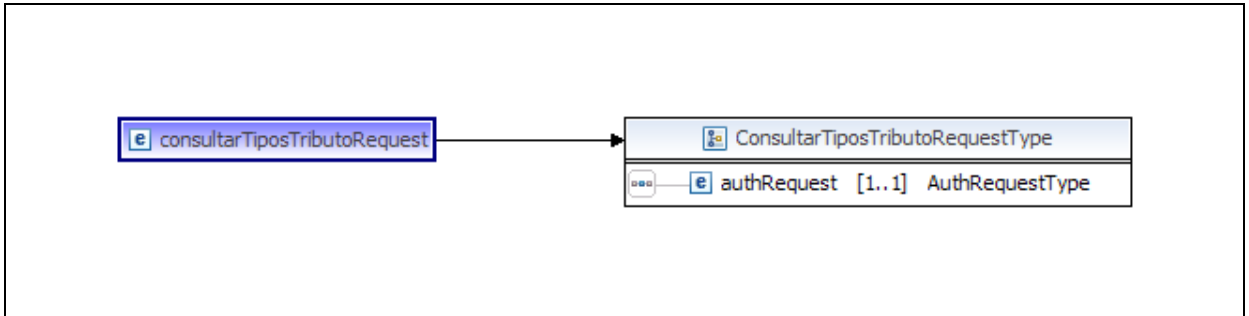 e consultarTiposTributoRequest
ConsultarTiposTributoRequestType
e authRequest [1..1] AuthRequestType